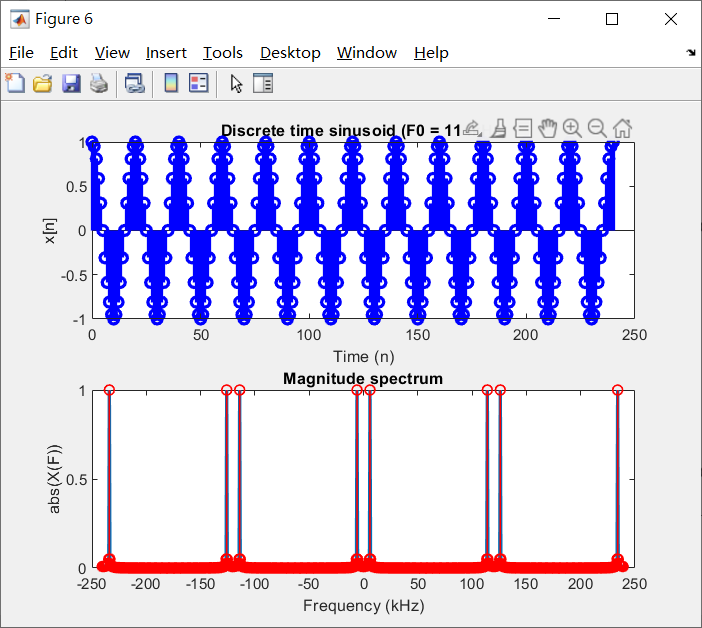 Figure 6
File Edit View Insert Tools Desktop Window Help
Discrete time sinusoid (F0 = 11
1
0.5
0
-0.5
-1
x[n]
0 50 100 150 200 250
Time (n)
Magnitude spectrum
1
0.5
0
abs(X(F))
-250 -200 -150 -100 -50 0 50 100 150 200 250
Frequency (kHz)